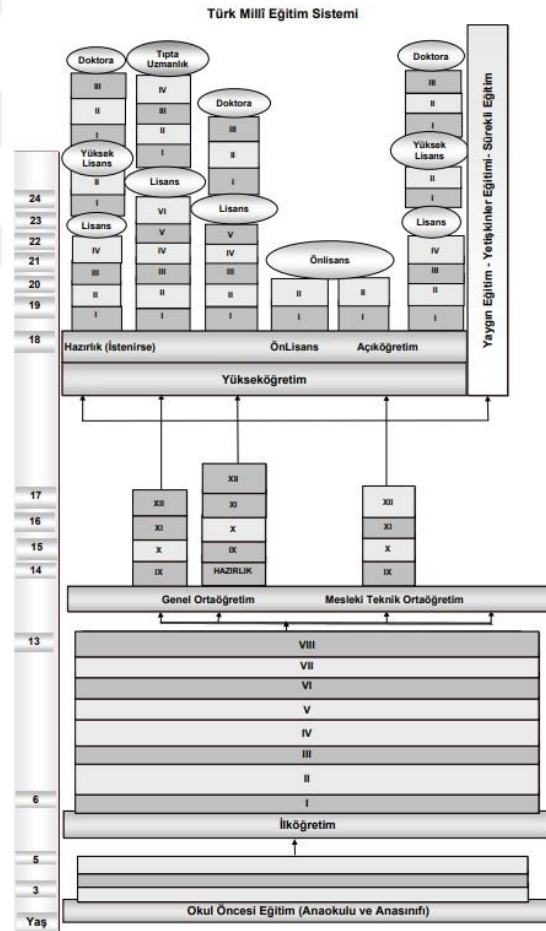 Türk Millî Eğitim Sistemi
Doktora
III
II
I
Yüksek
Lisans
II
I
Lisans
IV
III
II
I
Tıpta
Uzmanlık
IV
III
II
I
Lisans
VI
V
IV
III
II
I
Doktora
III
II
I
Lisans
V
IV
III
II
I
Önlisans
II
I
II
I
Doktora
III
II
I
Yüksek
Lisans
II
I
Lisans
IV
III
II
I
Yaygın Eğitim - Yetişkinler Eğitimi- Sürekli Eğitim
24
23
22
21
20
19
18
Hazırlık (İstenirse) ÖnLisans Açıköğretim
Yükseköğretim
17
16
15
14
XII
XI
X
IX
XII
XI
X
IX
HAZIRLIK
XII
XI
X
IX
Genel Ortaöğretim Mesleki Teknik Ortaöğretim
13
VIII
VII
VI
V
IV
III
II
6
I
İlköğretim
5
3
Okul Öncesi Eğitim (Anaokulu ve Anasınıfı)
Yaş